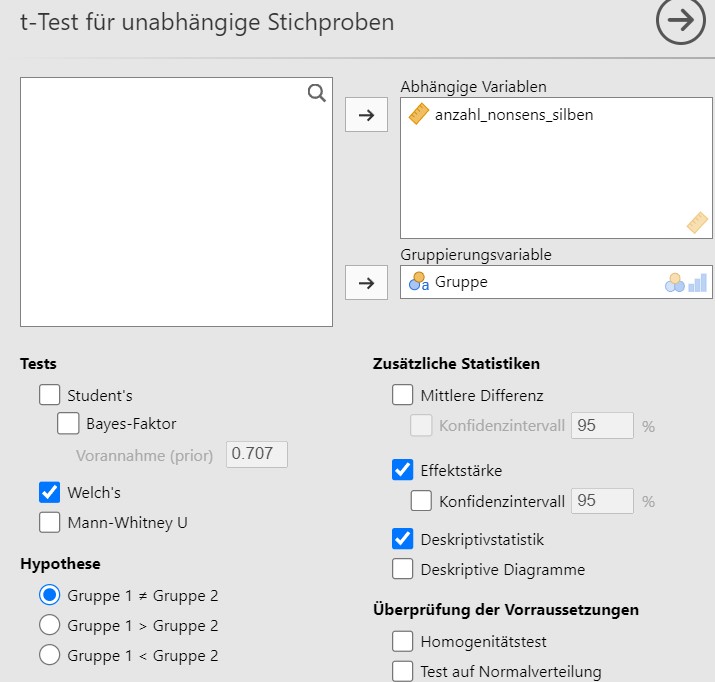 t-Test für unabhängige Stichproben
Abhängige Variablen
anzahl_nonsens_silben
Gruppierungsvariable
a Gruppe
Tests
Student's
Bayes-Faktor
Vorannahme (prior) 0.707
Welch's
Mann-Whitney U
Hypothese
Gruppe 1 ≠ Gruppe 2
Gruppe 1 > Gruppe 2
Gruppe 1 < Gruppe 2
Zusätzliche Statistiken
Mittlere Differenz
Konfidenzintervall 95 %
Effektstärke
Konfidenzintervall 95 %
Deskriptivstatistik
Deskriptive Diagramme
Überprüfung der Vorraussetzungen
Homogenitätstest
Test auf Normalverteilung